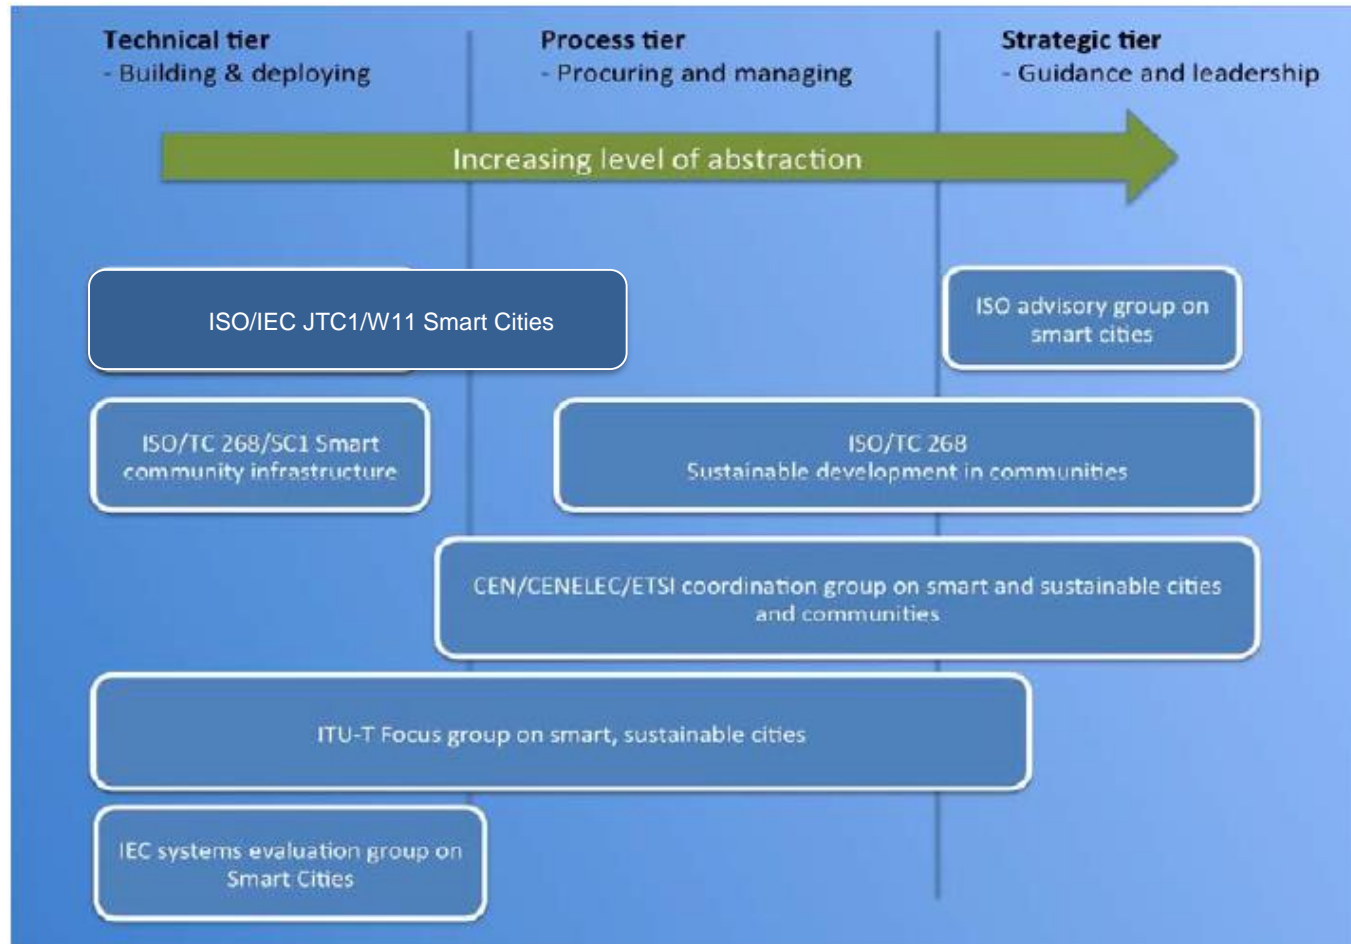 Technical tier
- Building & deploying
Process tier
- Procuring and managing
Strategic tier
- Guidance and leadership
Increasing level of abstraction
ISO/IEC JTC1/W11 Smart Cities
ISO advisory group on
smart cities
ISO/TC 268/SC1 Smart
community infrastructure
ISO/TC 268
Sustainable development in communities
CEN/CENELEC/ETSI coordination group on smart and sustainable cities
and communities
ITU-T Focus group on smart, sustainable cities
IEC systems evaluation group on
Smart Cities